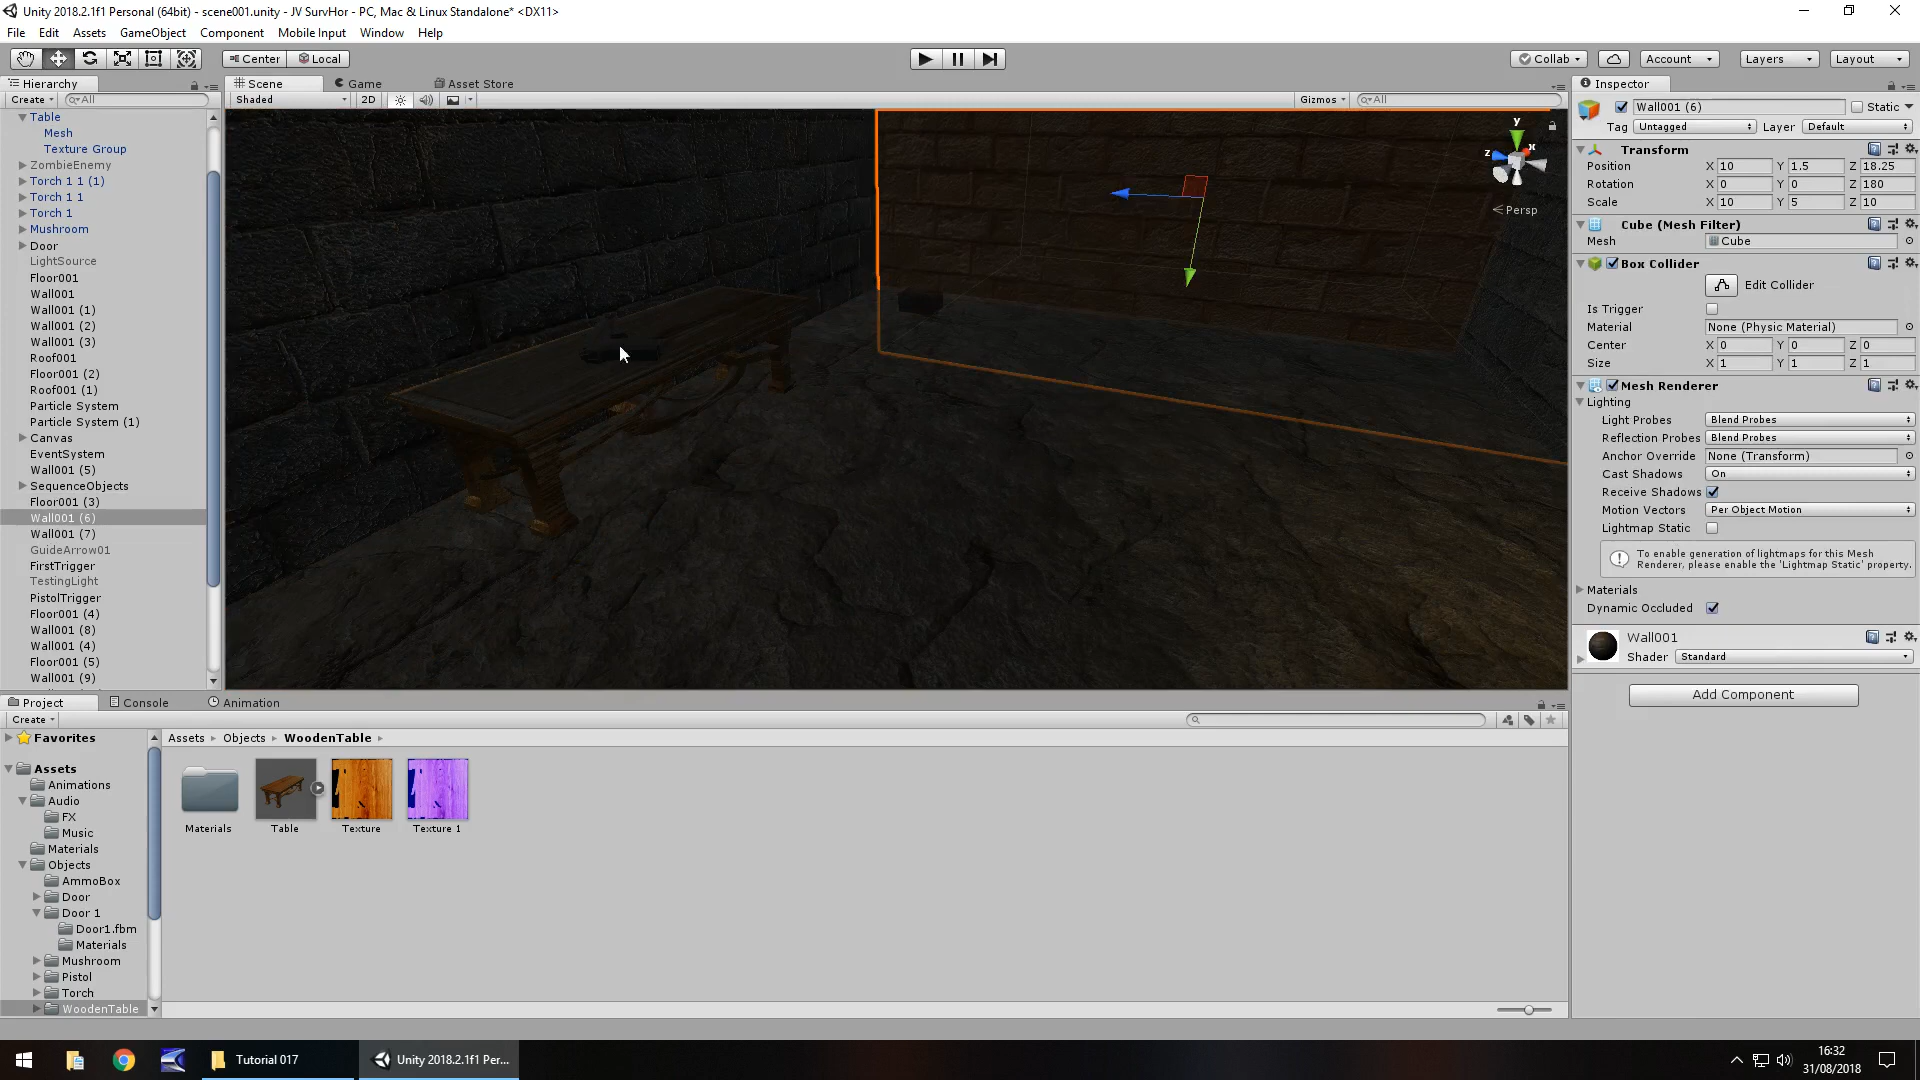 Unity 2018.2.1f1 Personal (64bit) - scene001.unity - JV SurvHor - PC, Mac & Linux Standalone* <DX11>
File Edit Assets GameObject Component Mobile Input Window Help
Center Local Collab Account Layers Layout
Hierarchy
Create All
Table
Mesh
Texture Group
ZombieEnemy
Torch 1 1 (1)
Torch 1 1
Torch 1
Mushroom
Door
LightSource
Floor001
Wall001
Wall001 (1)
Wall001 (2)
Wall001 (3)
Roof001
Floor001 (2)
Roof001 (1)
Particle System
Particle System (1)
Canvas
EventSystem
Wall001 (5)
SequenceObjects
Floor001 (3)
Wall001 (6)
Wall001 (7)
GuideArrow01
FirstTrigger
TestingLight
PistolTrigger
Floor001 (4)
Wall001 (8)
Wall001 (4)
Floor001 (5)
Wall001 (9)
Scene Game Asset Store
Shaded 2D Gizmos All
y
z x
Persp
Inspector
Wall001 (6) Static
Tag Untagged Layer Default
Transform
Position X 10 Y 1.5 Z 18.25
Rotation X 0 Y 0 Z 180
Scale X 10 Y 5 Z 10
Cube (Mesh Filter)
Mesh Cube
Box Collider
Edit Collider
Is Trigger
Material None (Physic Material)
Center X 0 Y 0 Z 0
Size X 1 Y 1 Z 1
Mesh Renderer
Lighting
Light Probes Blend Probes
Reflection Probes Blend Probes
Anchor Override None (Transform)
Cast Shadows On
Receive Shadows
Motion Vectors Per Object Motion
Lightmap Static
To enable generation of lightmaps for this Mesh
Renderer, please enable the 'Lightmap Static' property.
Materials
Dynamic Occluded
Wall001
Shader Standard
Add Component
Project Console Animation
Create
Favorites
Assets
Animations
Audio
FX
Music
Materials
Objects
AmmoBox
Door
Door 1
Door1.fbm
Materials
Mushroom
Pistol
Torch
WoodenTable
Assets Objects WoodenTable
Materials Table Texture Texture 1
Tutorial 017 Unity 2018.2.1f1 Per...
16:32
31/08/2018